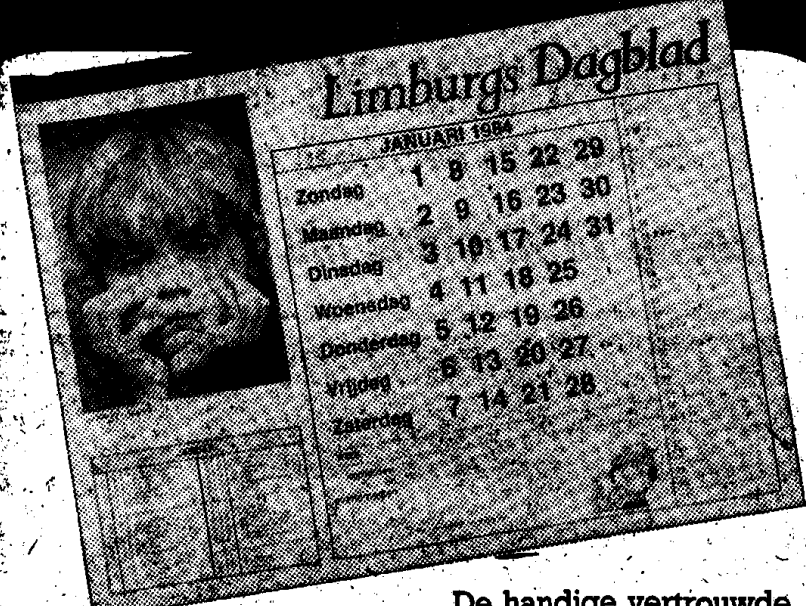 Limburgs Dagblad
JANUARI 1984
Zondag 1 8 15 22 29
Maandag 2 9 16 23 30
Dinsdag 3 10 17 24 31
Woensdag 4 11 18 25
Donderdag 5 12 19 26
Vrijdag 6 13 20 27
Zaterdag 7 14 21 28
De handige vertrouwde